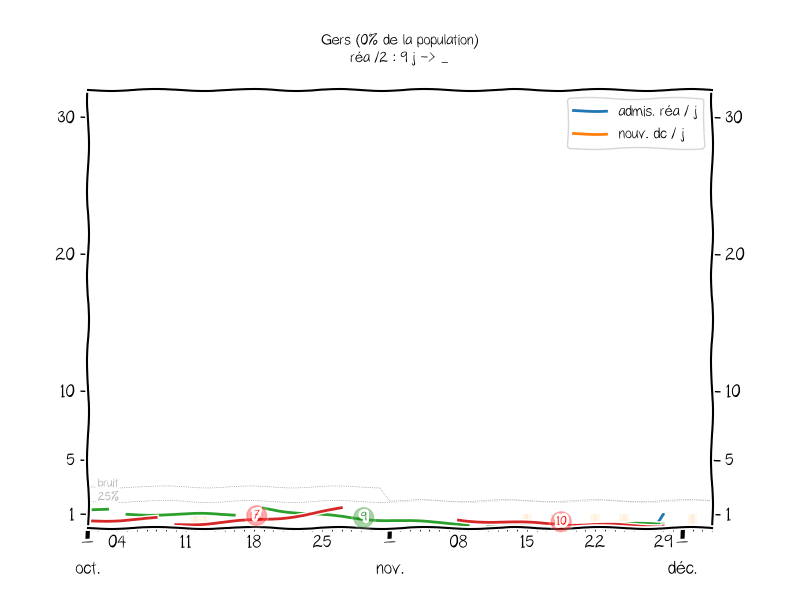 Gers (0% de la population)
réa /2 : 9 j -> _
admis. réa / j
nouv. dc / j
30
30
20
20
10
10
5
5
bruit
25%
1
1
7
9
10
04
11
18
25
08
15
22
29
oct.
nov.
déc.